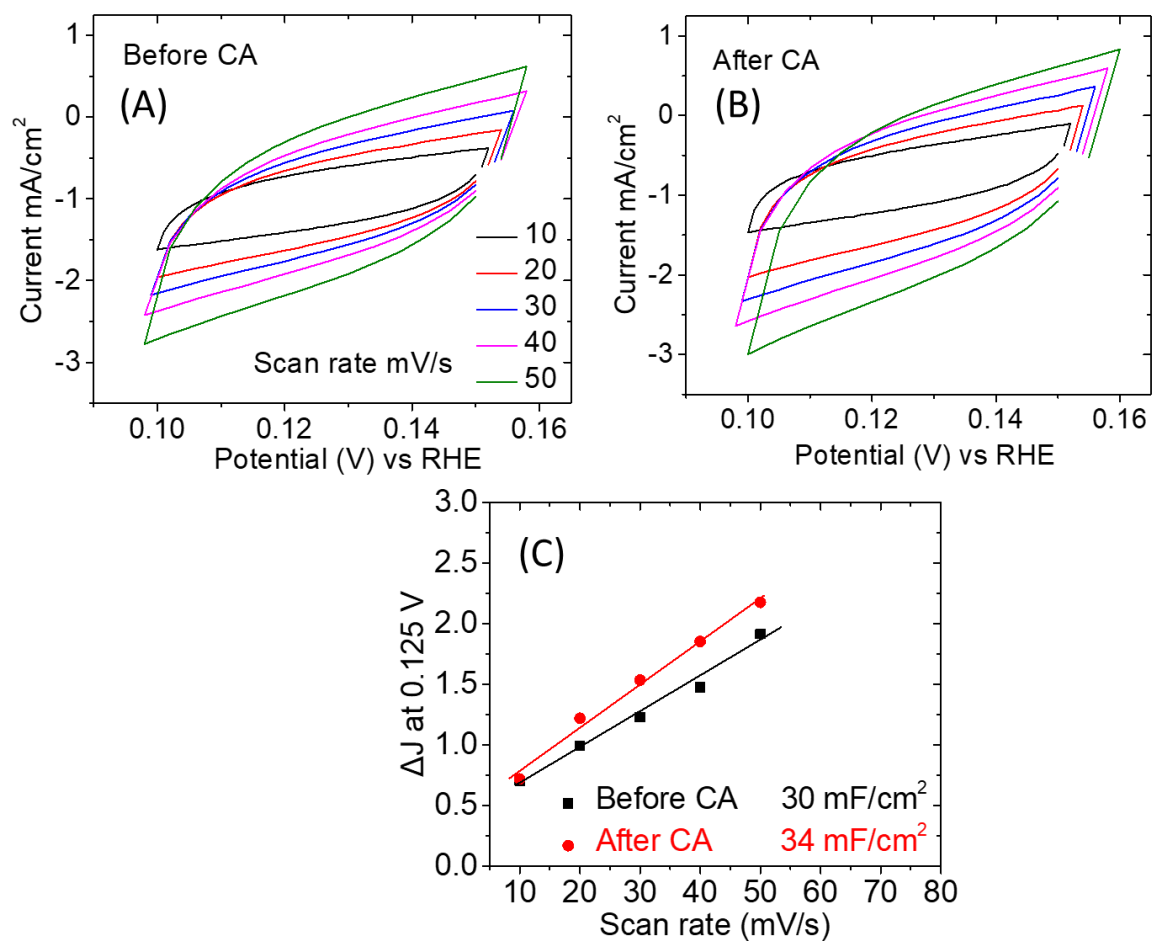 Before CA
(A)
1
0
-1
-2
-3
Current mA/cm²
10
20
30
40
50
Scan rate mV/s
0.10
0.12
0.14
0.16
Potential (V) vs RHE
After CA
(B)
1
0
-1
-2
-3
Current mA/cm²
0.10
0.12
0.14
0.16
Potential (V) vs RHE
(C)
3.0
2.5
2.0
1.5
1.0
0.5
0.0
ΔJ at 0.125 V
Before CA 30 mF/cm²
After CA 34 mF/cm²
10 20 30 40 50 60 70 80
Scan rate (mV/s)